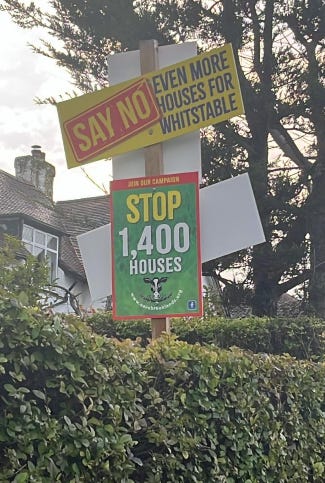 SAY NO
EVEN MORE
HOUSES FOR
WHITSTABLE
JOIN OUR CAMPAIGN
STOP
1,400
HOUSES